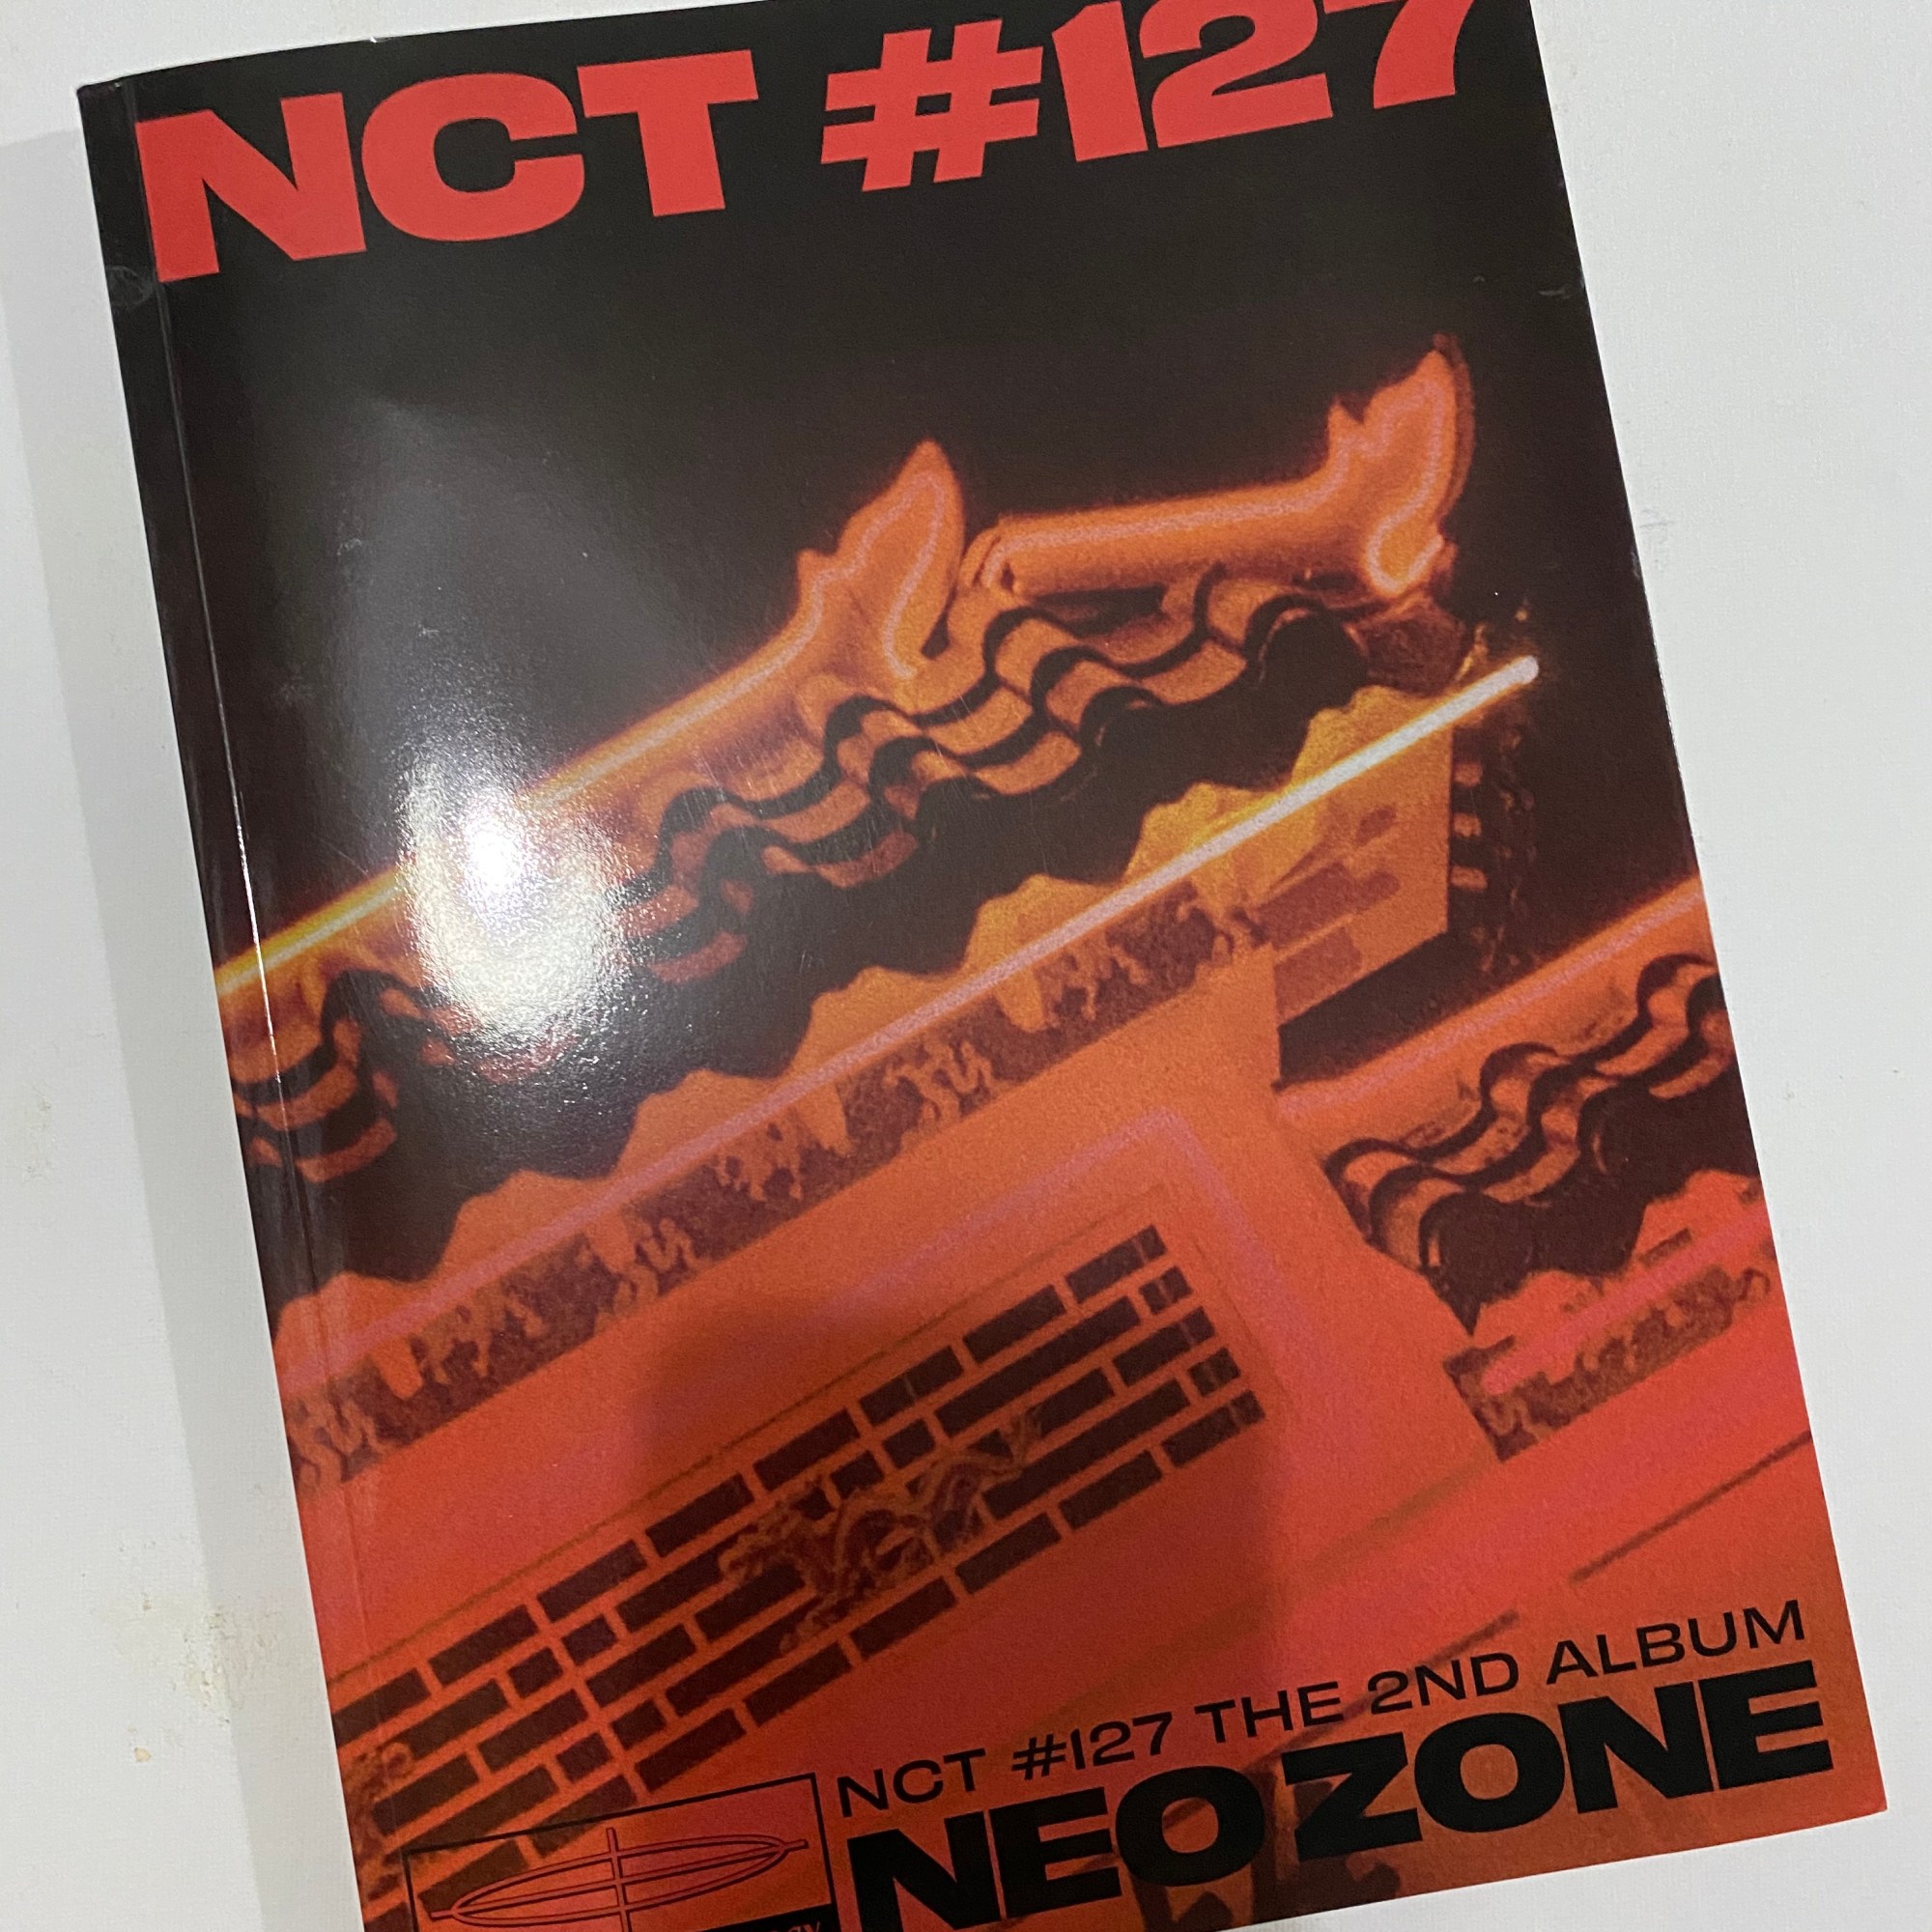 NCT #127
NCT #127 THE 2ND ALBUM
NEO ZONE